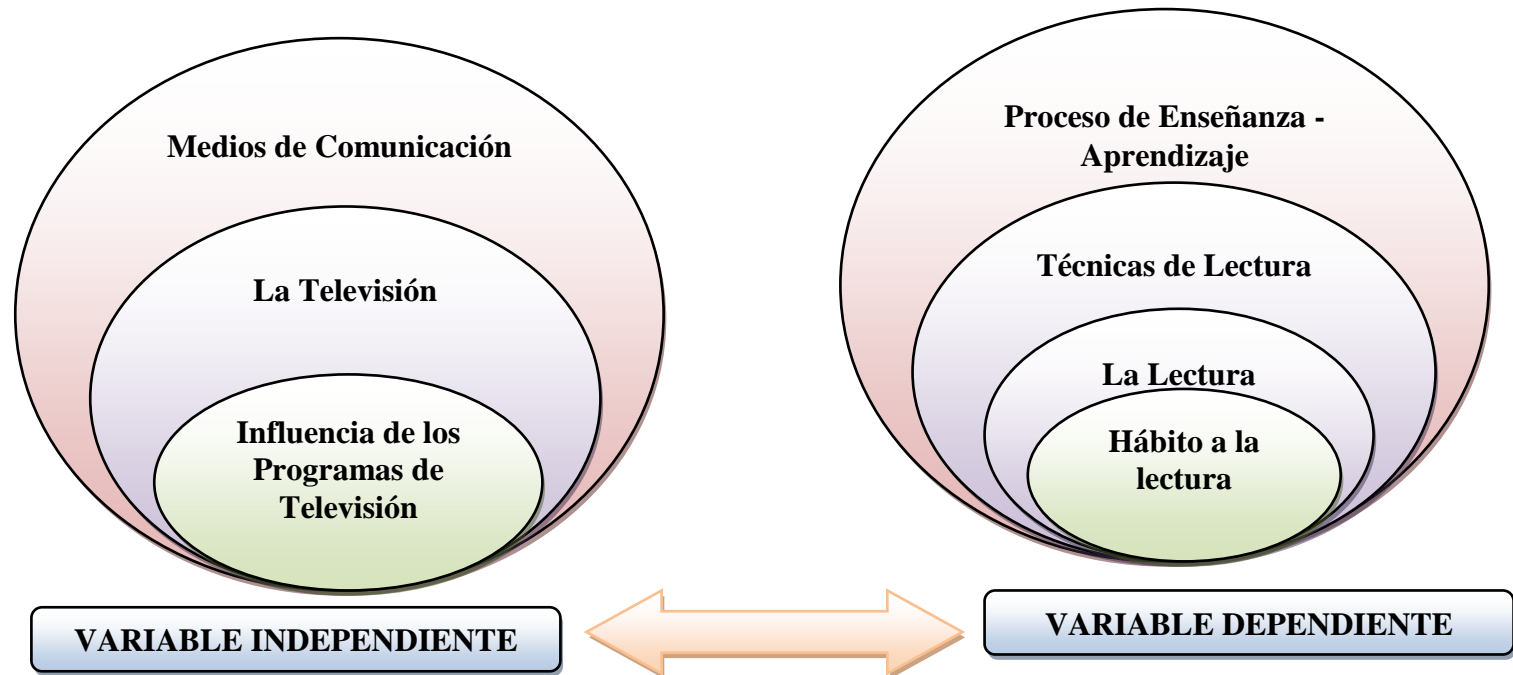 Medios de Comunicación
La Televisión
Influencia de los
Programas de
Televisión
VARIABLE INDEPENDIENTE
Proceso de Enseñanza -
Aprendizaje
Técnicas de Lectura
La Lectura
Hábito a la
lectura
VARIABLE DEPENDIENTE